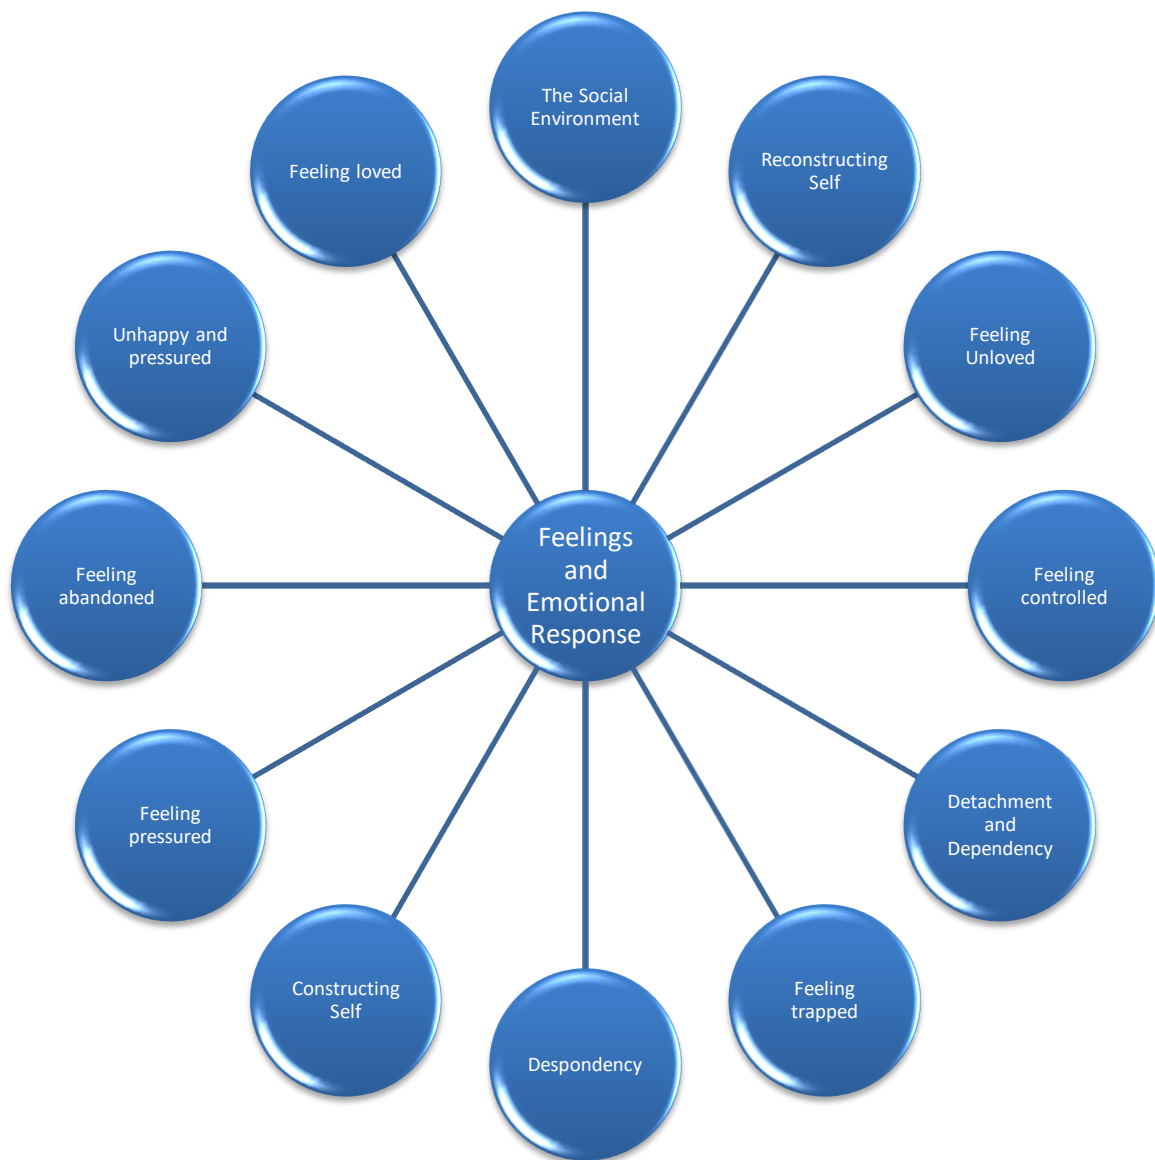 The Social
Environment
Reconstructing
Self
Feeling
Unloved
Feeling
controlled
Detachment
and
Dependency
Feeling
trapped
Despondency
Constructing
Self
Feeling
pressured
Feeling
abandoned
Unhappy and
pressured
Feeling loved
Feelings
and
Emotional
Response